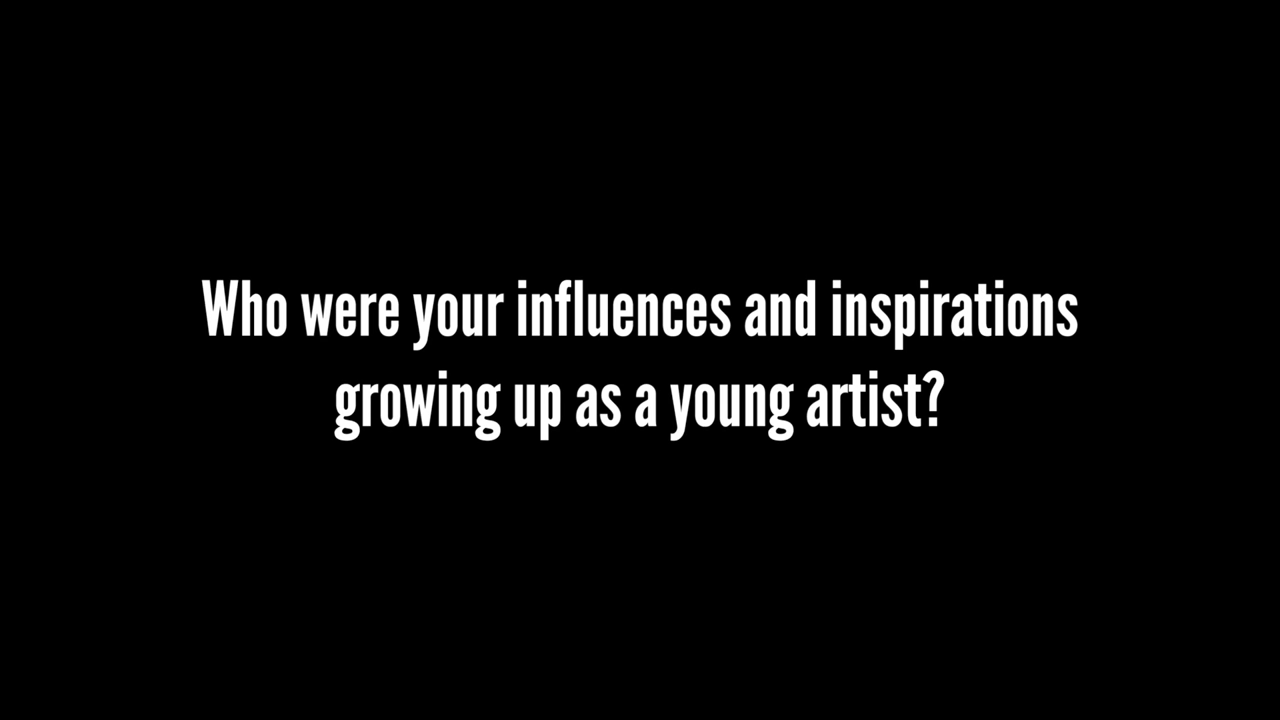 Who were your influences and inspirations
growing up as a young artist?